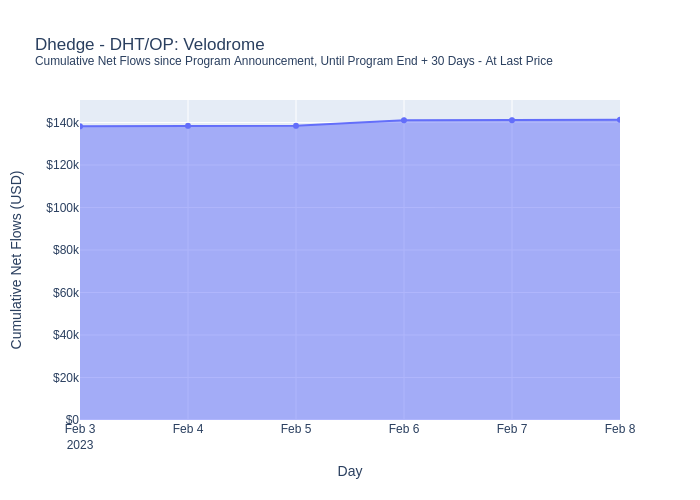 Dhedge - DHT/OP: Velodrome
Cumulative Net Flows since Program Announcement, Until Program End + 30 Days - At Last Price
Cumulative Net Flows (USD)
$140k
$120k
$100k
$80k
$60k
$40k
$20k
$0
Feb 3
2023
Feb 4
Feb 5
Feb 6
Feb 7
Feb 8
Day